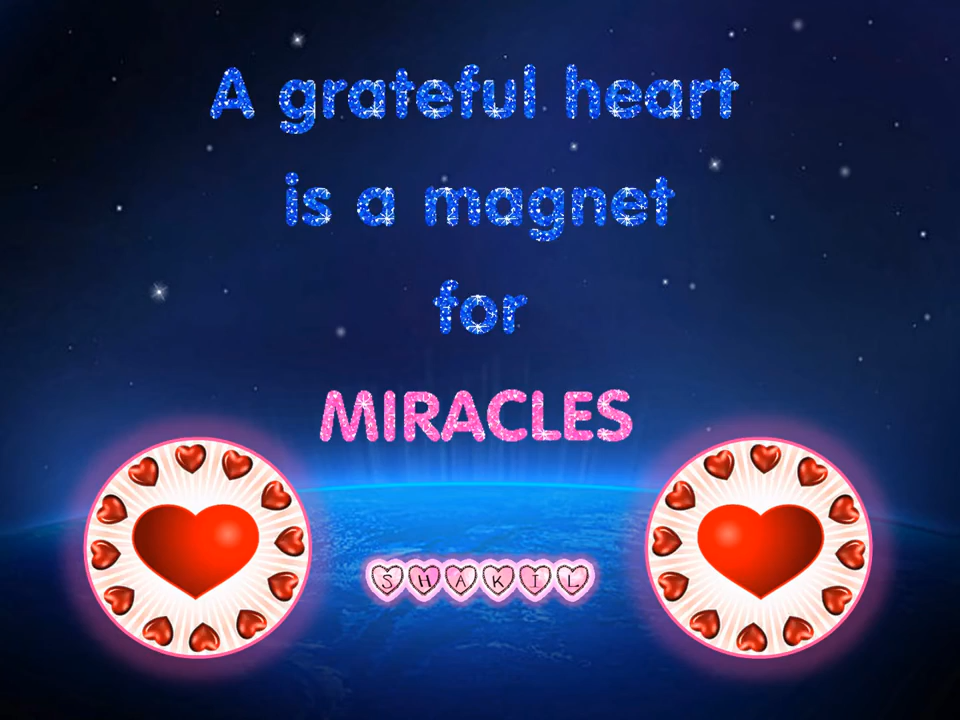 A grateful heart
is a magnet
for
MIRACLES
SHAKIL